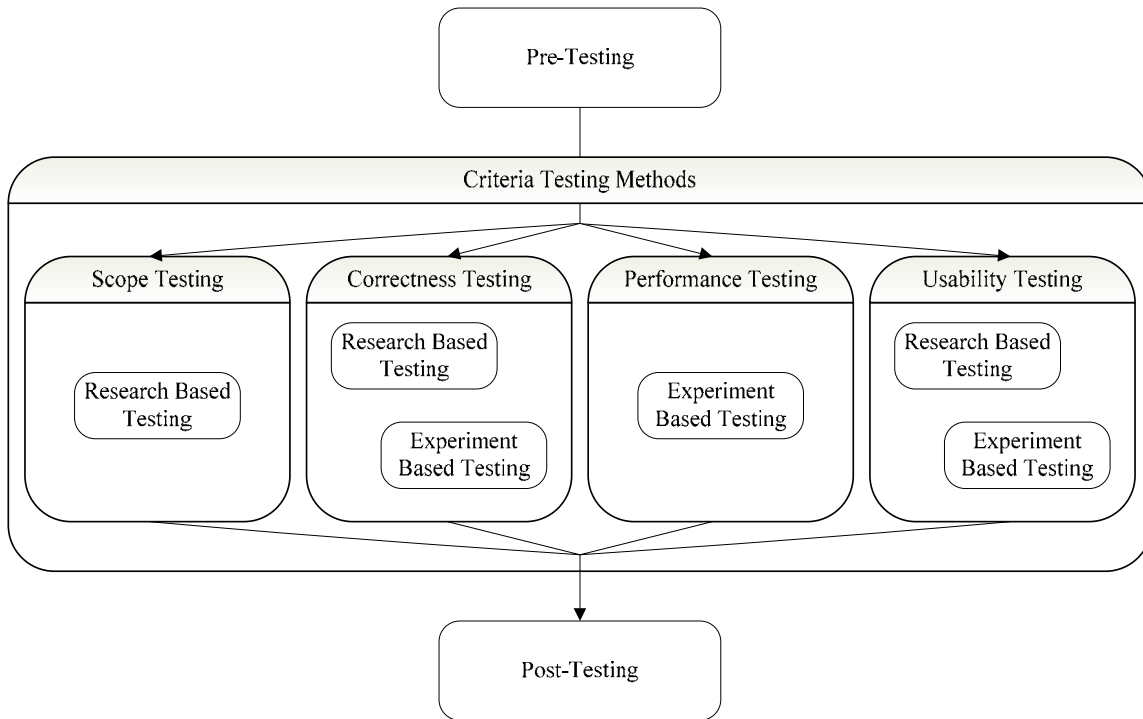 Pre-Testing
Criteria Testing Methods
Scope Testing
Research Based
Testing
Correctness Testing
Research Based
Testing
Experiment
Based Testing
Performance Testing
Experiment
Based Testing
Usability Testing
Research Based
Testing
Experiment
Based Testing
Post-Testing